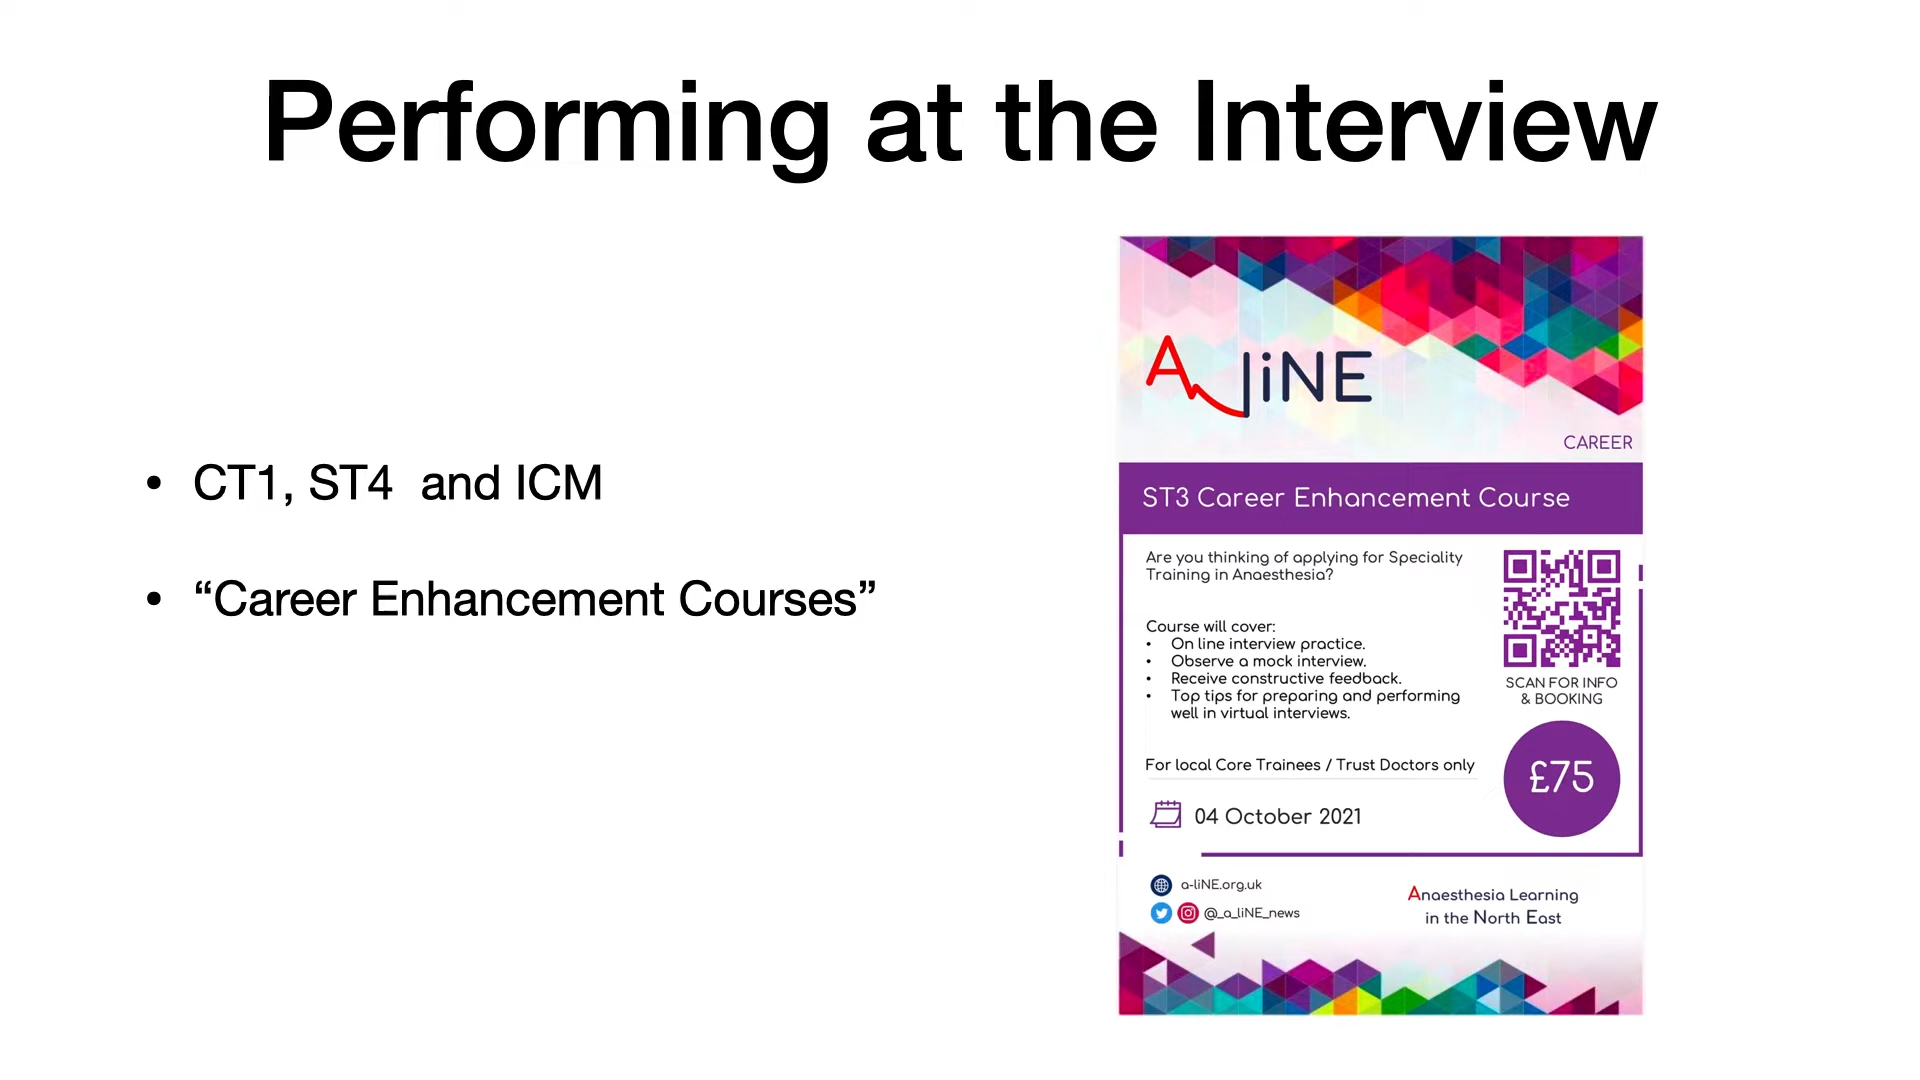 Performing at the Interview
• CT1, ST4  and ICM
• “Career Enhancement Courses”
A liNE
CAREER
ST3 Career Enhancement Course
Are you thinking of applying for Speciality
Training in Anaesthesia?
Course will cover:
• On line interview practice.
• Observe a mock interview.
• Receive constructive feedback.
• Top tips for preparing and performing
well in virtual interviews.
For local Core Trainees / Trust Doctors only
04 October 2021
SCAN FOR INFO
& BOOKING
£75
a-liNE.org.uk
@_a_liNE_news
Anaesthesia Learning
in the North East